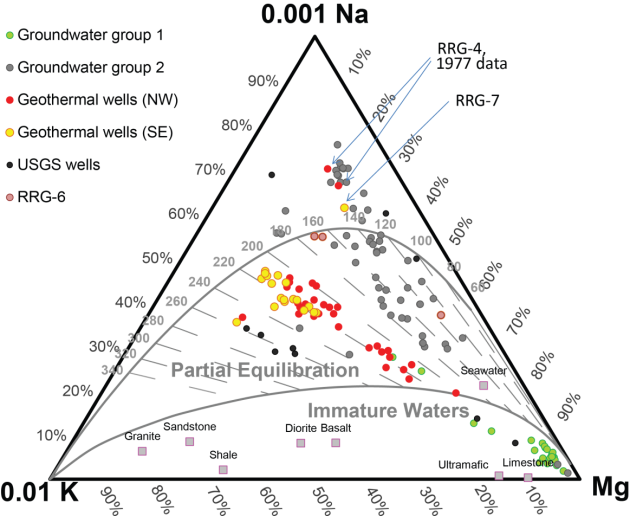 0.001 Na
Groundwater group 1
Groundwater group 2
Geothermal wells (NW)
Geothermal wells (SE)
USGS wells
RRG-6
RRG-4,
1977 data
RRG-7
90%
80%
70%
60%
50%
40%
30%
20%
10%
10%
20%
30%
40%
50%
60%
70%
80%
90%
340
320
300
280
260
240
220
200
180
160
140
120
100
80
60
Partial Equilibration
Immature Waters
Seawater
Granite
Sandstone
Shale
Diorite
Basalt
Ultramafic
Limestone
0.01 K
Mg
90%
80%
70%
60%
50%
40%
30%
20%
10%